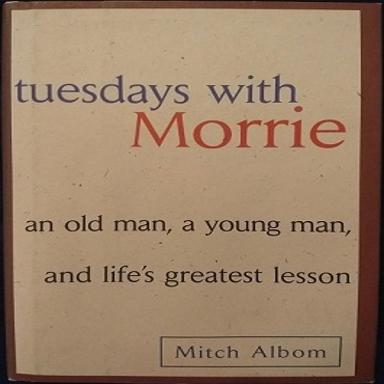 tuesdays with
Morrie
an old man, a young man,
and life's greatest lesson
Mitch Albom